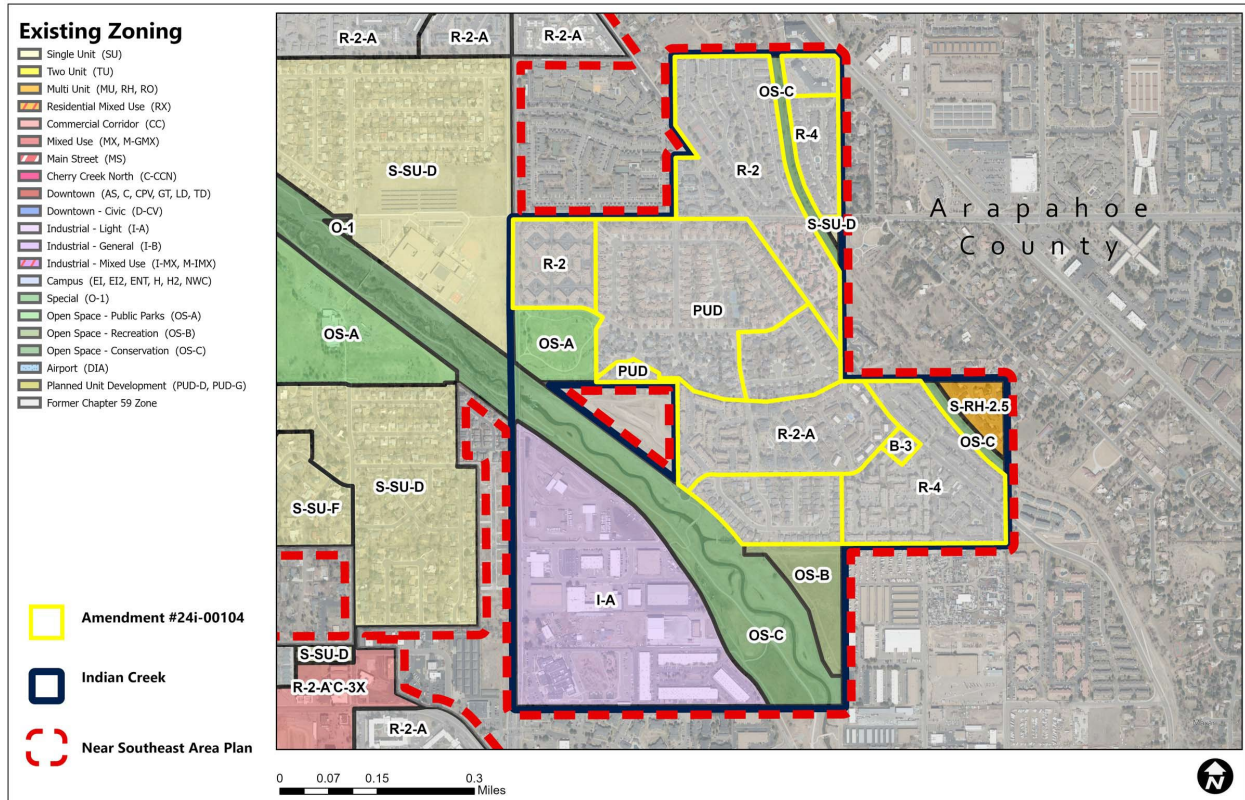 Existing Zoning
Single Unit (SU)
Two Unit (TU)
Multi Unit (MU, RH, RO)
Residential Mixed Use (RX)
Commercial Corridor (CC)
Mixed Use (MX, M-GMX)
Main Street (MS)
Cherry Creek North (C-CCN)
Downtown (AS, C, CPV, GT, LD, TD)
Downtown - Civic (D-CV)
Industrial - Light (I-A)
Industrial - General (I-B)
Industrial - Mixed Use (I-MX, M-IMX)
Campus (EI, EI2, ENT, H, H2, NWC)
Special (O-1)
Open Space - Public Parks (OS-A)
Open Space - Recreation (OS-B)
Open Space - Conservation (OS-C)
Airport (DIA)
Planned Unit Development (PUD-D, PUD-G)
Former Chapter 59 Zone
Amendment #24i-00104
Indian Creek
Near Southeast Area Plan
R-2-A
R-2-A
R-2-A
OS-C
R-4
S-SU-D
R-2
Arapahoe
County
O-1
S-SU-D
R-2
PUD
OS-A
OS-A
PUD
S-RH-2.5
R-2-A
B-3
OS-C
S-SU-D
R-4
S-SU-F
OS-B
I-A
OS-C
S-SU-D
R-2-A
C-3X
R-2-A
0 0.07 0.15 0.3
Miles
N